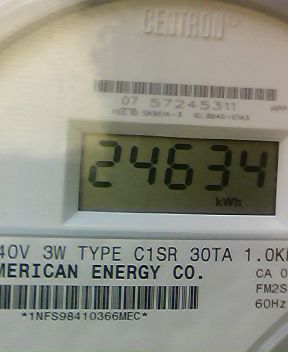 CENTRON®
07 57245311
24634
kWh
40V 3W TYPE C1SR 30TA 1.0K
MERICAN ENERGY CO.
CA 0
FM2S
60Hz
*1NFS98410366MEC*